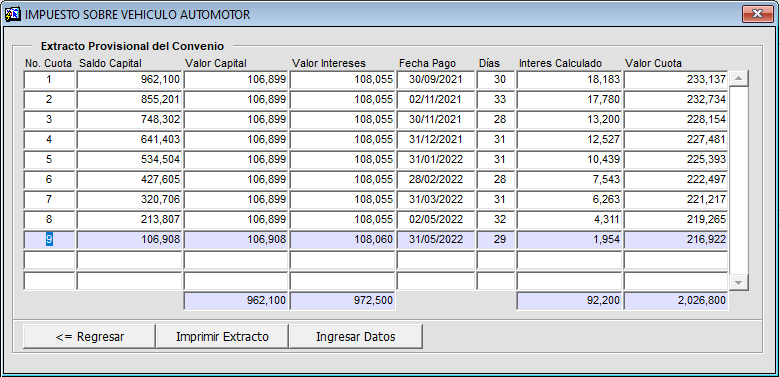 IMPUESTO SOBRE VEHICULO AUTOMOTOR
Extracto Provisional del Convenio
No. Cuota Saldo Capital Valor Capital Valor Intereses Fecha Pago Días Interes Calculado Valor Cuota
1 962,100 106,899 108,055 30/09/2021 30 18,183 233,137
2 855,201 106,899 108,055 02/11/2021 33 17,780 232,734
3 748,302 106,899 108,055 30/11/2021 28 13,200 228,154
4 641,403 106,899 108,055 31/12/2021 31 12,527 227,481
5 534,504 106,899 108,055 31/01/2022 31 10,439 225,393
6 427,605 106,899 108,055 28/02/2022 28 7,543 222,497
7 320,706 106,899 108,055 31/03/2022 31 6,263 221,217
8 213,807 106,899 108,055 02/05/2022 32 4,311 219,265
9 106,908 106,908 108,060 31/05/2022 29 1,954 216,922
962,100 972,500 92,200 2,026,800
<= Regresar Imprimir Extracto Ingresar Datos